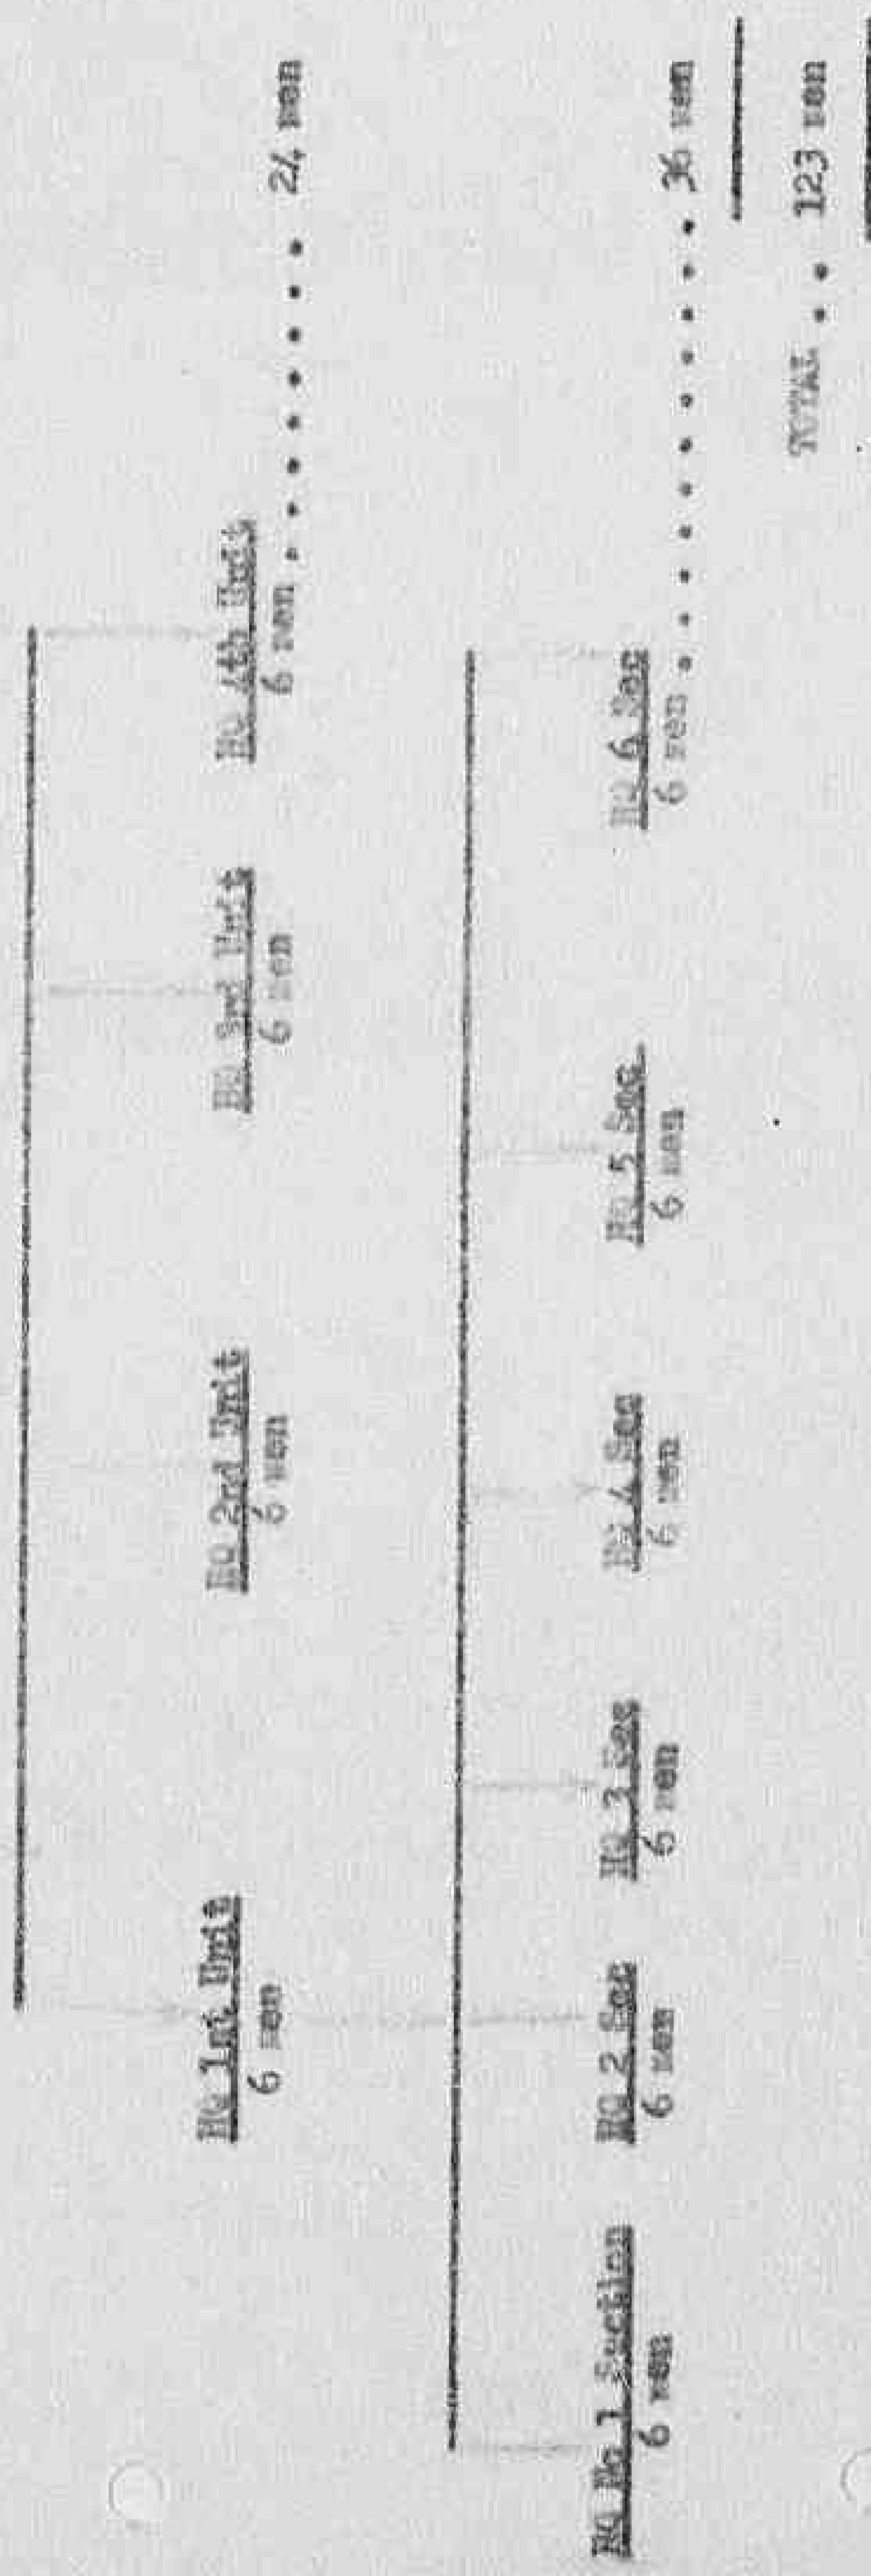 HQ 1st Unit HQ 2nd Unit HQ 3rd Unit HQ 4th Unit
6 men 6 men 6 men 6 men . . . . . . . . 24 men
HQ No 1 Section HQ 2 Sec HQ 3 Sec HQ 4 Sec HQ 5 Sec HQ 6 Sec
6 men 6 men 6 men 6 men 6 men 6 men . . . . . . . . . . . 36 men
TOTAL . . 123 men